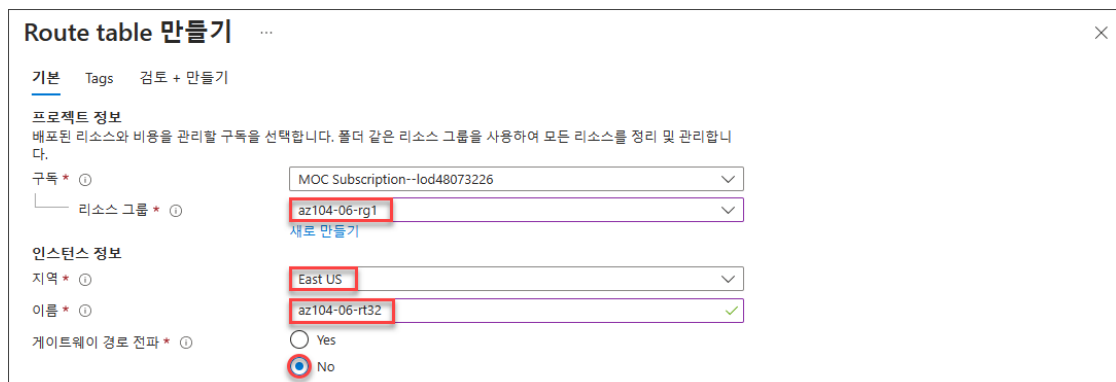 Route table 만들기 ...
기본 Tags 검토 + 만들기
프로젝트 정보
배포된 리소스와 비용을 관리할 구독을 선택합니다. 폴더 같은 리소스 그룹을 사용하여 모든 리소스를 정리 및 관리합니
다.
구독 * MOC Subscription--lod48073226
리소스 그룹 * az104-06-rg1
새로 만들기
인스턴스 정보
지역 * East US
이름 * az104-06-rt32
게이트웨이 경로 전파 * Yes
No